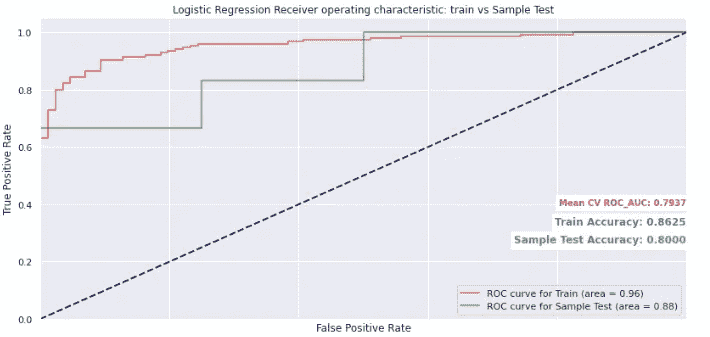 Logistic Regression Receiver operating characteristic: train vs Sample Test
1.0
0.8
0.6
0.4
0.2
0.0
True Positive Rate
Mean CV ROC_AUC: 0.7937
Train Accuracy: 0.8625
Sample Test Accuracy: 0.8000
ROC curve for Train (area = 0.96)
ROC curve for Sample Test (area = 0.88)
False Positive Rate